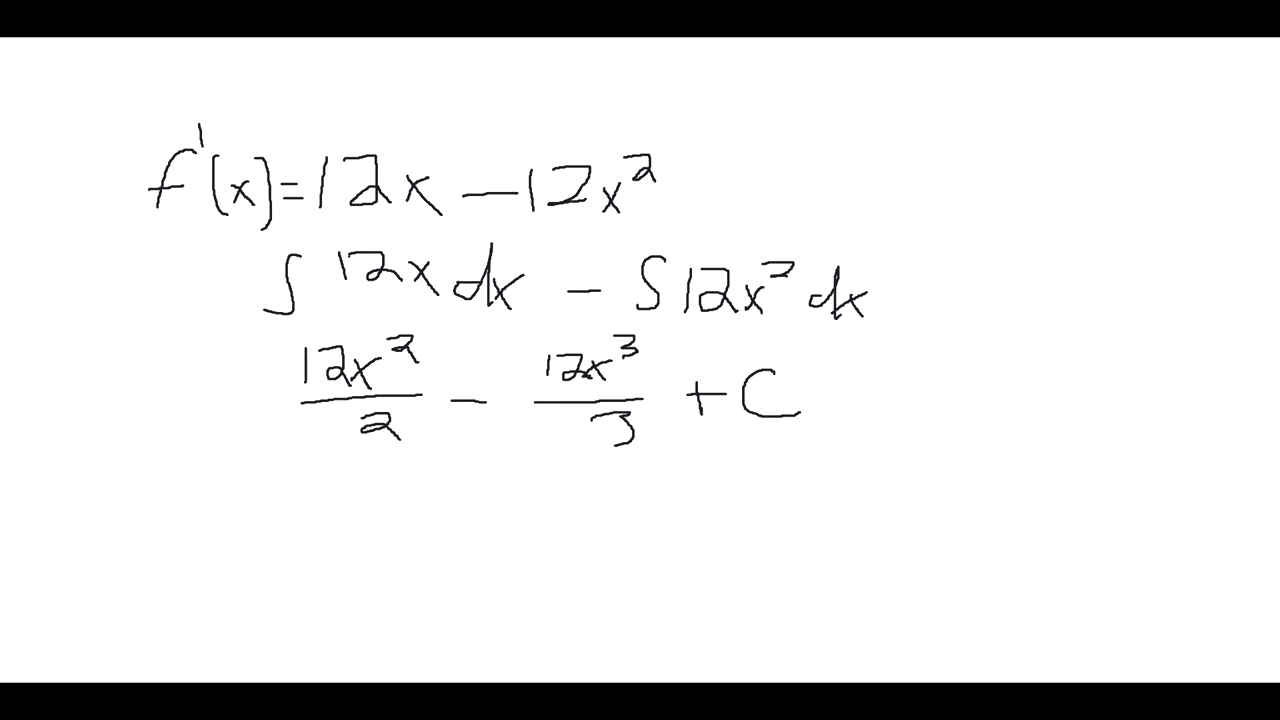 f'(x) = 12x - 12x²
∫ 12x dx - ∫ 12x² dx
12x²/2 - 12x³/3 + C